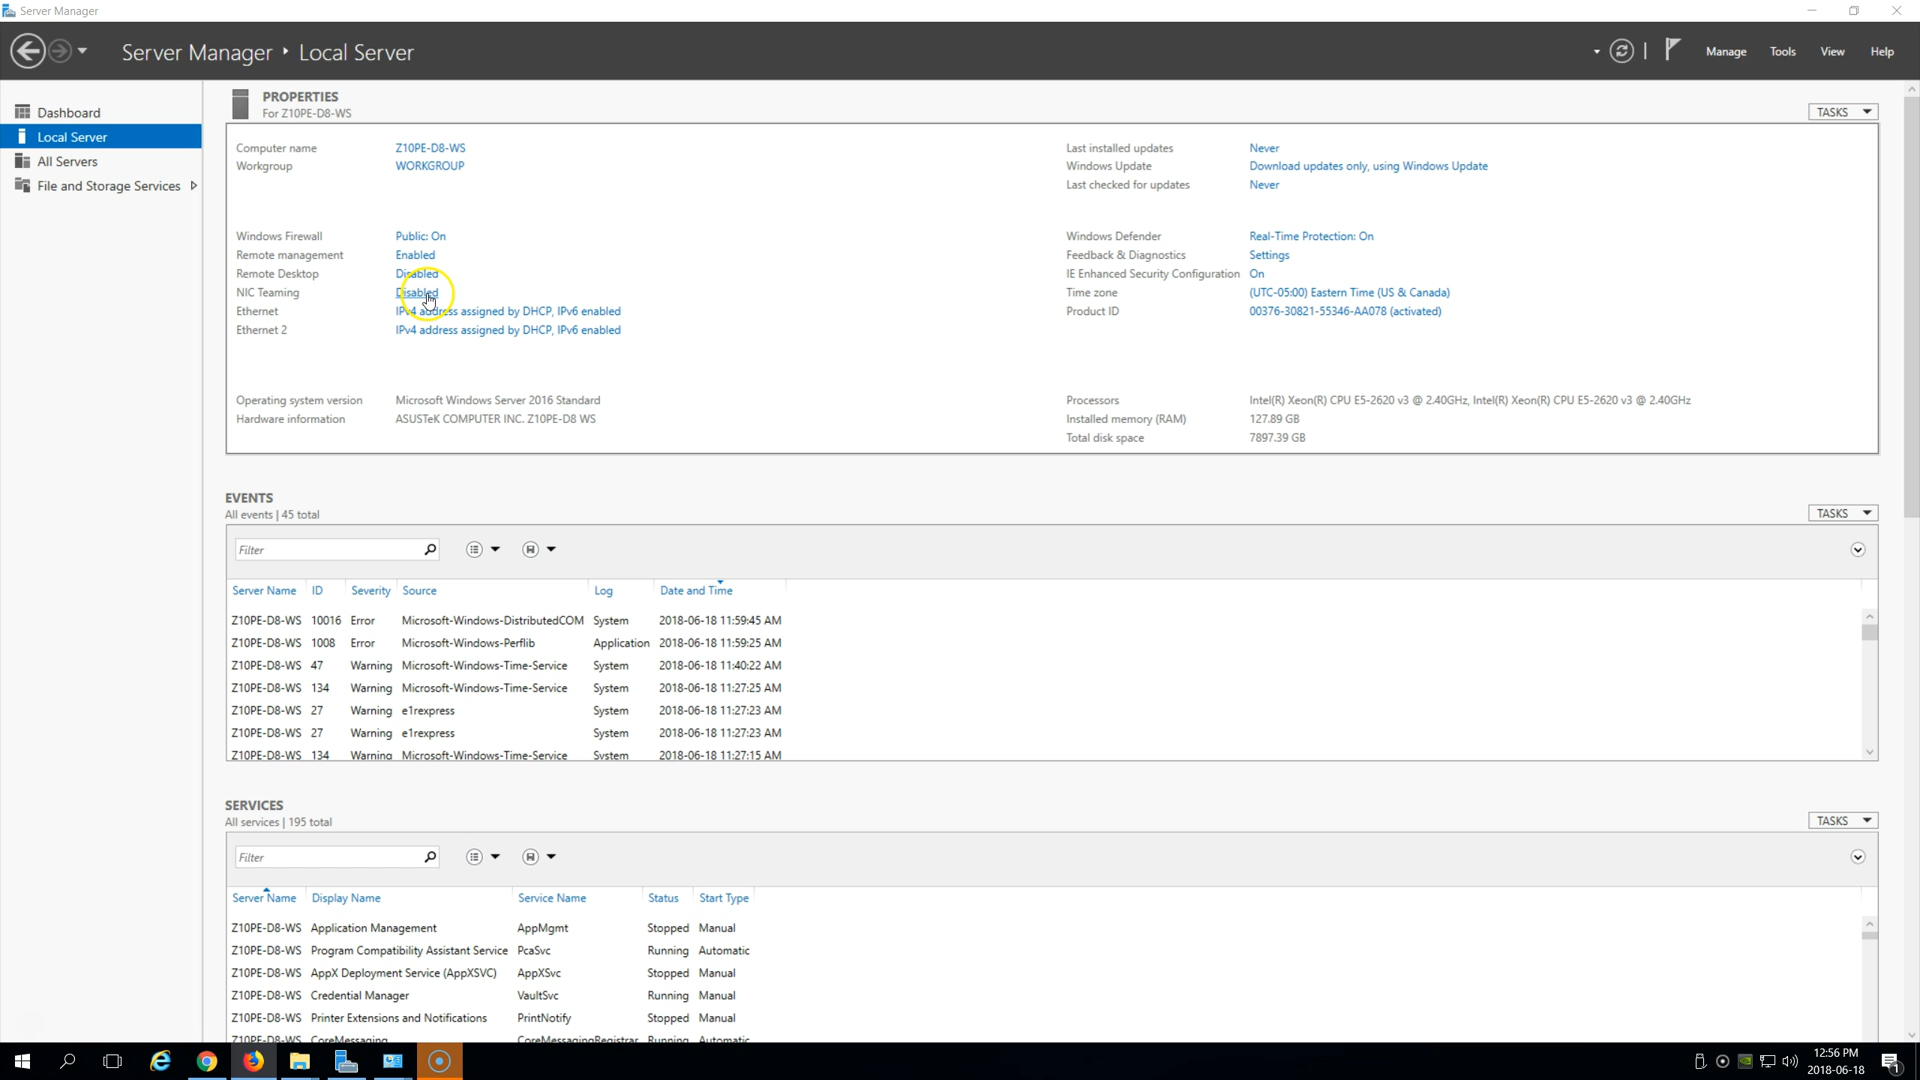 Server Manager
Server Manager ‣ Local Server
Manage Tools View Help
Dashboard
Local Server
All Servers
File and Storage Services
PROPERTIES
For Z10PE-D8-WS
TASKS
Computer name Z10PE-D8-WS
Workgroup WORKGROUP
Last installed updates Never
Windows Update Download updates only, using Windows Update
Last checked for updates Never
Windows Firewall Public: On
Remote management Enabled
Remote Desktop Disabled
NIC Teaming Disabled
Ethernet IPv4 address assigned by DHCP, IPv6 enabled
Ethernet 2 IPv4 address assigned by DHCP, IPv6 enabled
Windows Defender Real-Time Protection: On
Feedback & Diagnostics Settings
IE Enhanced Security Configuration On
Time zone (UTC-05:00) Eastern Time (US & Canada)
Product ID 00376-30821-55346-AA078 (activated)
Operating system version Microsoft Windows Server 2016 Standard
Hardware information ASUSTeK COMPUTER INC. Z10PE-D8 WS
Processors Intel(R) Xeon(R) CPU E5-2620 v3 @ 2.40GHz, Intel(R) Xeon(R) CPU E5-2620 v3 @ 2.40GHz
Installed memory (RAM) 127.89 GB
Total disk space 7897.39 GB
EVENTS
All events | 45 total
TASKS
Filter
Server Name ID Severity Source Log Date and Time
Z10PE-D8-WS 10016 Error Microsoft-Windows-DistributedCOM System 2018-06-18 11:59:45 AM
Z10PE-D8-WS 1008 Error Microsoft-Windows-Perflib Application 2018-06-18 11:59:25 AM
Z10PE-D8-WS 47 Warning Microsoft-Windows-Time-Service System 2018-06-18 11:40:22 AM
Z10PE-D8-WS 134 Warning Microsoft-Windows-Time-Service System 2018-06-18 11:27:25 AM
Z10PE-D8-WS 27 Warning e1rexpress System 2018-06-18 11:27:23 AM
Z10PE-D8-WS 27 Warning e1rexpress System 2018-06-18 11:27:23 AM
Z10PE-D8-WS 134 Warning Microsoft-Windows-Time-Service System 2018-06-18 11:27:15 AM
SERVICES
All services | 195 total
TASKS
Filter
Server Name Display Name Service Name Status Start Type
Z10PE-D8-WS Application Management AppMgmt Stopped Manual
Z10PE-D8-WS Program Compatibility Assistant Service PcaSvc Running Automatic
Z10PE-D8-WS AppX Deployment Service (AppXSVC) AppXSvc Stopped Manual
Z10PE-D8-WS Credential Manager VaultSvc Running Manual
Z10PE-D8-WS Printer Extensions and Notifications PrintNotify Stopped Manual
Z10PE-D8-WS CoreMessaging CoreMessagingRegistrar Running Automatic
12:56 PM
2018-06-18
1